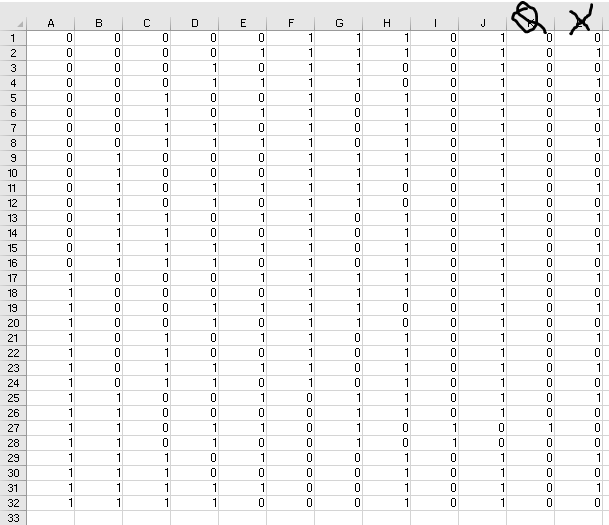 A B C D E F G H I J Q X
1 0 0 0 0 0 1 1 1 0 1 0 0
2 0 0 0 0 1 1 1 1 0 1 0 1
3 0 0 0 1 0 1 1 0 0 1 0 0
4 0 0 0 1 1 1 1 0 0 1 0 1
5 0 0 1 0 0 1 0 1 0 1 0 0
6 0 0 1 0 1 1 0 1 0 1 0 1
7 0 0 1 1 0 1 0 1 0 1 0 0
8 0 0 1 1 1 1 0 1 0 1 0 1
9 0 1 0 0 0 1 1 1 0 1 0 0
10 0 1 0 0 0 1 1 1 0 1 0 0
11 0 1 0 1 1 1 1 0 0 1 0 1
12 0 1 0 1 0 1 1 0 0 1 0 0
13 0 1 1 0 1 1 0 1 0 1 0 1
14 0 1 1 0 0 1 0 1 0 1 0 0
15 0 1 1 1 1 1 0 1 0 1 0 1
16 0 1 1 1 0 1 0 1 0 1 0 0
17 1 0 0 0 1 1 1 1 0 1 0 1
18 1 0 0 0 0 1 1 1 0 1 0 0
19 1 0 0 1 1 1 1 0 0 1 0 1
20 1 0 0 1 0 1 1 0 0 1 0 0
21 1 0 1 0 1 1 0 1 0 1 0 1
22 1 0 1 0 0 1 0 1 0 1 0 0
23 1 0 1 1 1 1 0 1 0 1 0 1
24 1 0 1 1 0 1 0 1 0 1 0 0
25 1 1 0 0 1 0 1 1 0 1 0 1
26 1 1 0 0 0 0 1 1 0 1 0 0
27 1 1 0 1 1 0 1 0 1 0 1 0
28 1 1 0 1 0 0 1 0 1 0 0 0
29 1 1 1 0 1 0 0 1 0 1 0 1
30 1 1 1 0 0 0 0 1 0 1 0 0
31 1 1 1 1 1 0 0 1 0 1 0 1
32 1 1 1 1 0 0 0 1 0 1 0 0
33